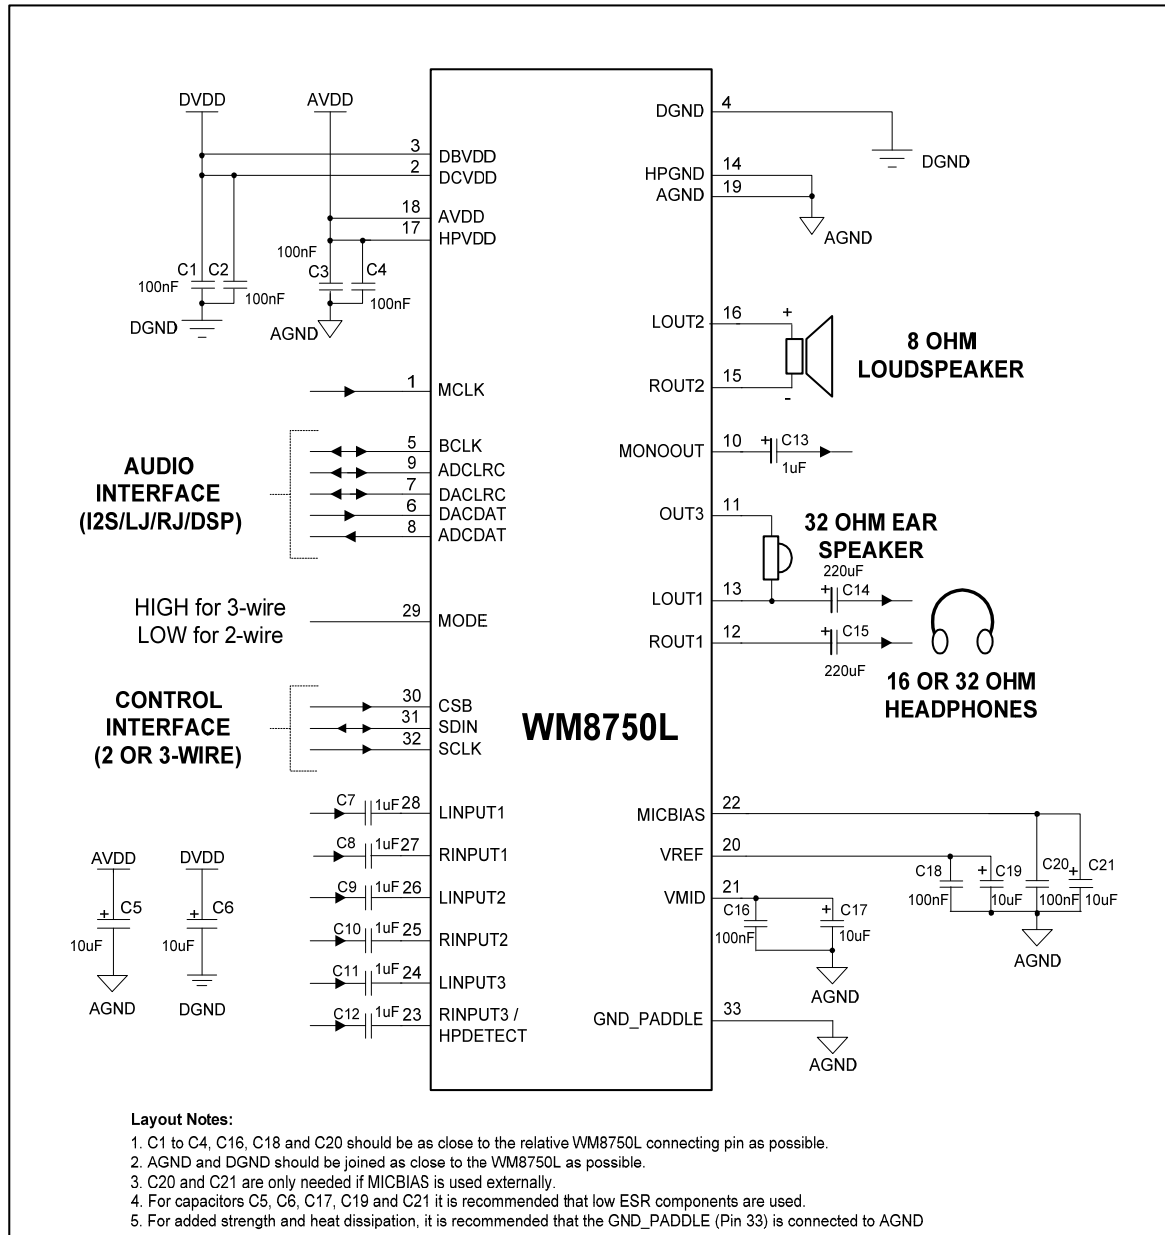 DVDD
AVDD
3
DBVDD
2
DCVDD
18
AVDD
17
HPVDD
100nF
C1
C2
100nF
100nF
C3
C4
100nF
DGND
AGND
1
MCLK
AUDIO
INTERFACE
(I2S/LJ/RJ/DSP)
5
BCLK
9
ADCLRC
7
DACLRC
6
DACDAT
8
ADCDAT
HIGH for 3-wire
LOW for 2-wire
29
MODE
CONTROL
INTERFACE
(2 OR 3-WIRE)
30
CSB
31
SDIN
32
SCLK
WM8750L
C7
1uF
28
LINPUT1
C8
1uF
27
RINPUT1
C9
1uF
26
LINPUT2
C10
1uF
25
RINPUT2
C11
1uF
24
LINPUT3
C12
1uF
23
RINPUT3 /
HPDETECT
AVDD
+
C5
10uF
AGND
DVDD
+
C6
10uF
DGND
DGND
4
DGND
HPGND
14
AGND
19
AGND
LOUT2
16
+
8 OHM
LOUDSPEAKER
ROUT2
15
-
MONOOUT
10
+
C13
1uF
OUT3
11
32 OHM EAR
SPEAKER
220uF
LOUT1
13
+
C14
ROUT1
12
+
C15
220uF
16 OR 32 OHM
HEADPHONES
MICBIAS
22
VREF
20
C18
100nF
+
C19
10uF
C20
100nF
+
C21
10uF
AGND
VMID
21
C16
100nF
+
C17
10uF
AGND
GND_PADDLE
33
AGND
Layout Notes:
1. C1 to C4, C16, C18 and C20 should be as close to the relative WM8750L connecting pin as possible.
2. AGND and DGND should be joined as close to the WM8750L as possible.
3. C20 and C21 are only needed if MICBIAS is used externally.
4. For capacitors C5, C6, C17, C19 and C21 it is recommended that low ESR components are used.
5. For added strength and heat dissipation, it is recommended that the GND_PADDLE (Pin 33) is connected to AGND